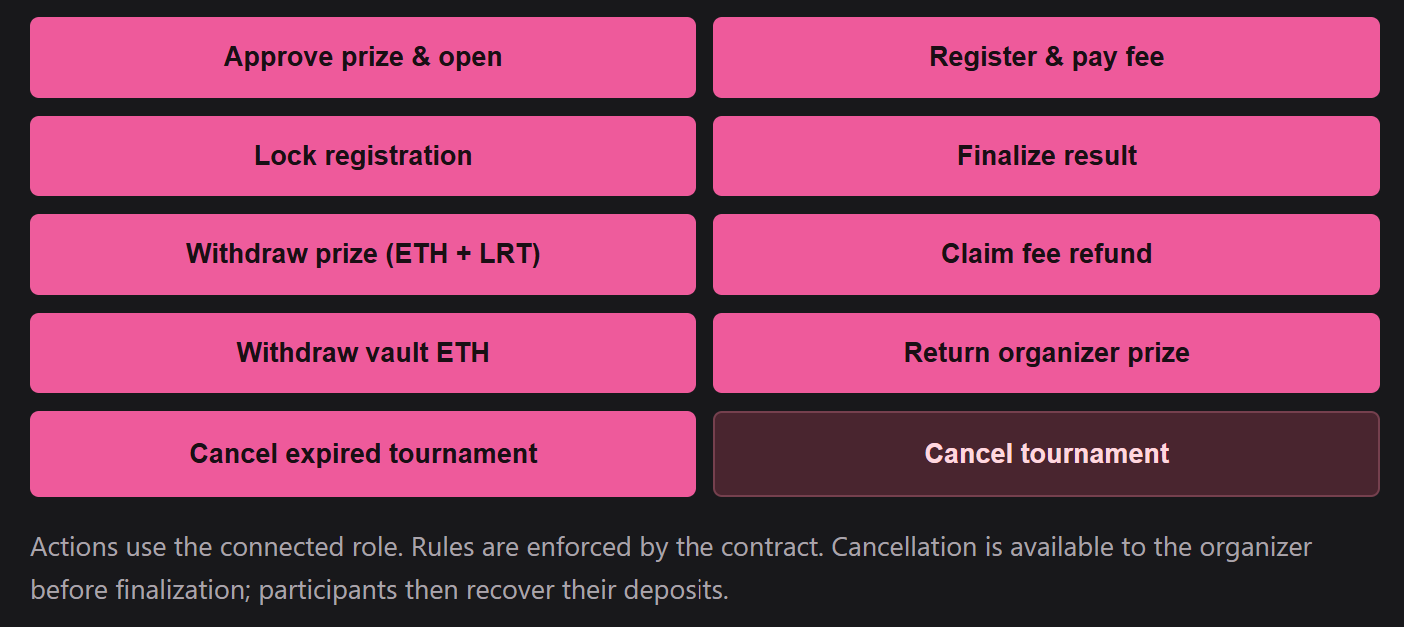 Approve prize & open
Register & pay fee
Lock registration
Finalize result
Withdraw prize (ETH + LRT)
Claim fee refund
Withdraw vault ETH
Return organizer prize
Cancel expired tournament
Cancel tournament
Actions use the connected role. Rules are enforced by the contract. Cancellation is available to the organizer
before finalization; participants then recover their deposits.